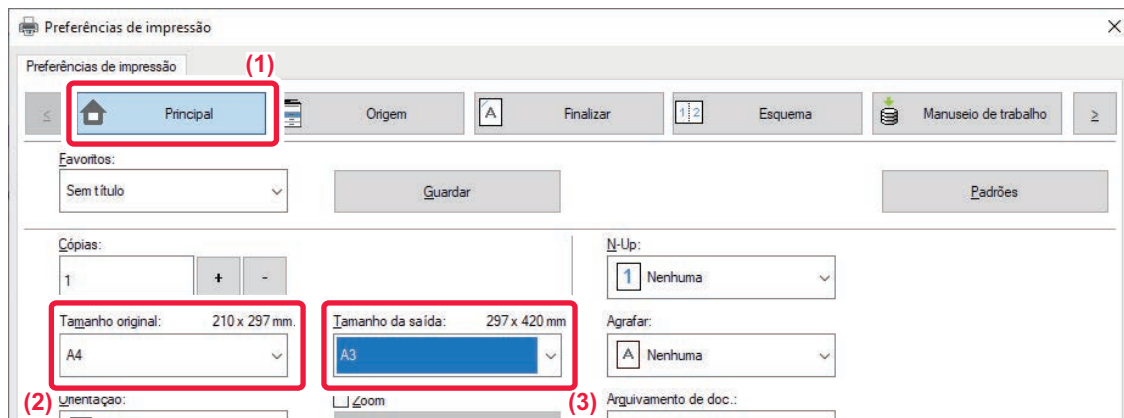 Preferências de impressão
Preferências de impressão
(1)
< Principal Origem A Finalizar 1 2 Esquema Manuseio de trabalho >
Favoritos:
Sem título Guardar Padrões
Cópias: N-Up:
1 + - 1 Nenhuma
Tamanho original: 210 x 297 mm. Tamanho da saída: 297 x 420 mm Agrafar:
A4 A3 A Nenhuma
(2) Orientação: Zoom (3) Arquivamento de doc.: